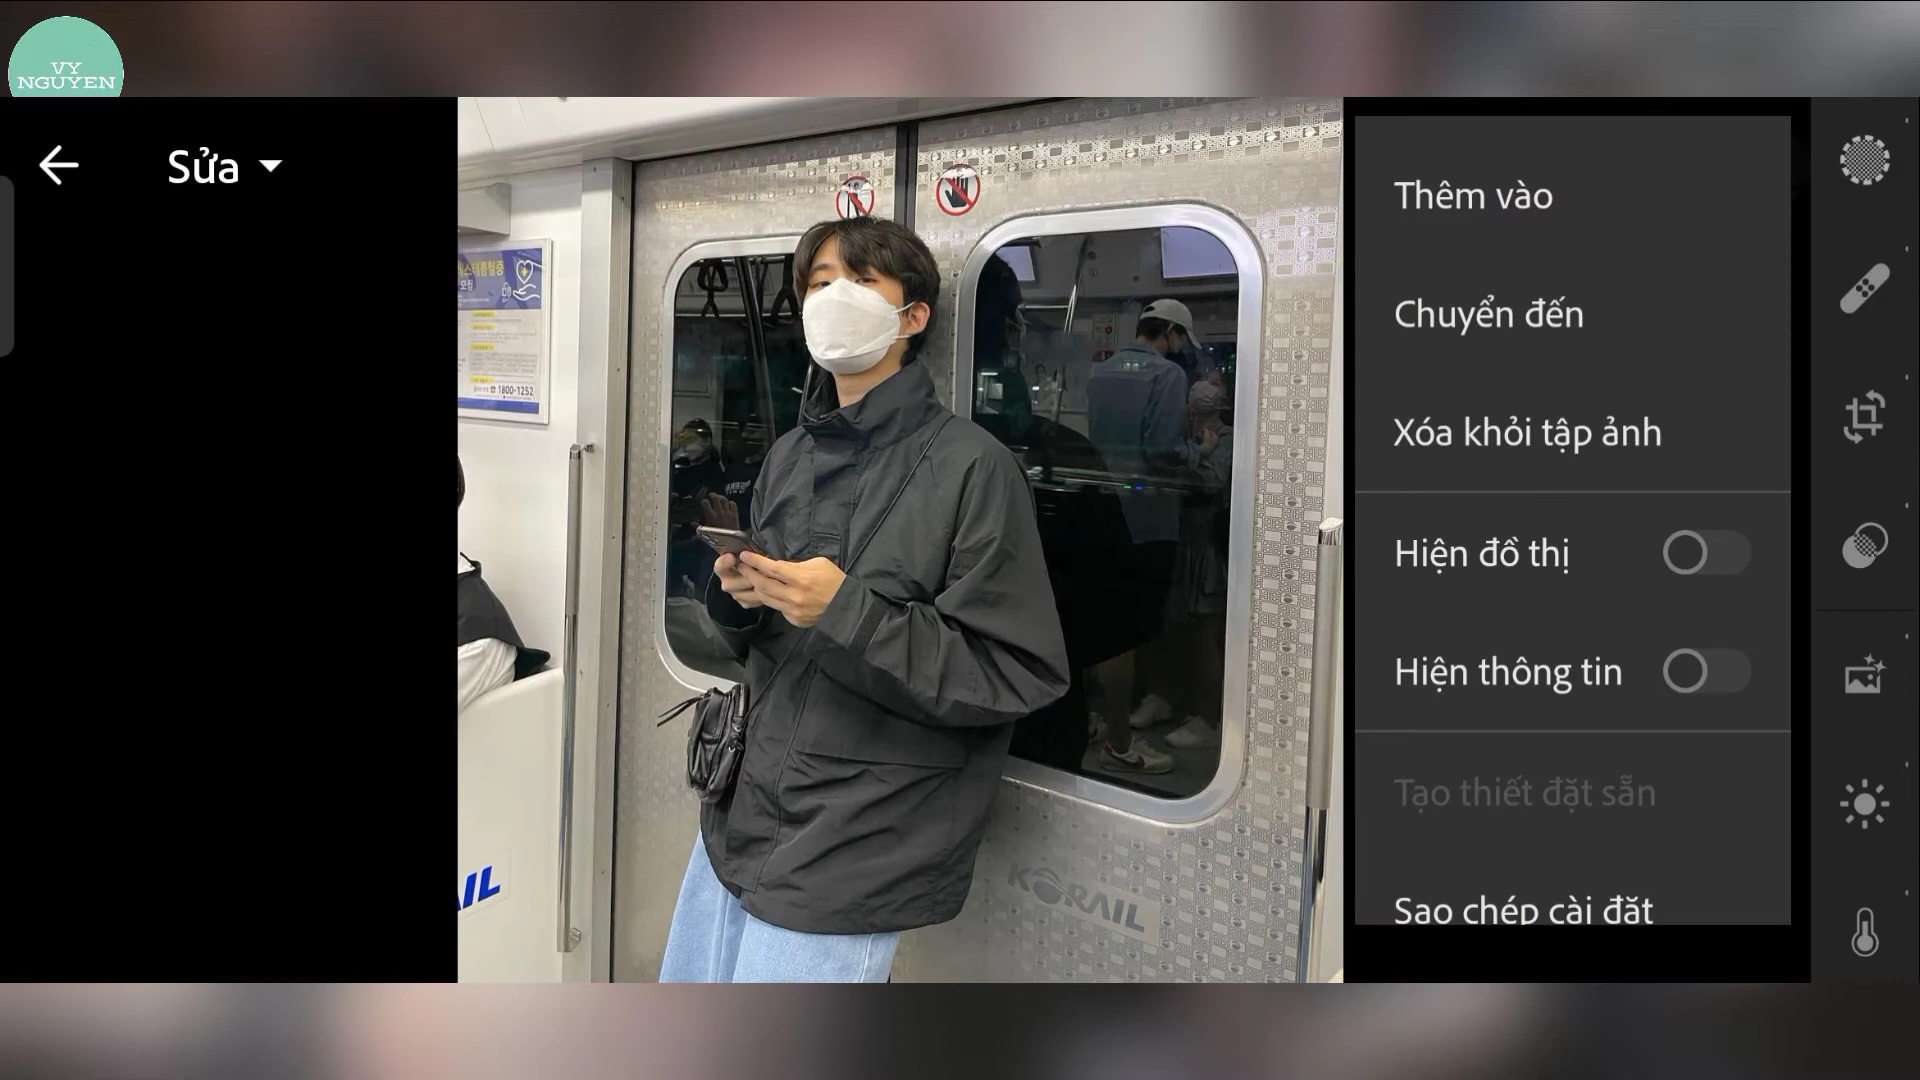 VY
NGUYEN
Sửa
1800-1252
IL
KORAIL
Thêm vào
Chuyển đến
Xóa khỏi tập ảnh
Hiện đồ thị
Hiện thông tin
Tạo thiết đặt sẵn
Sao chép cài đặt